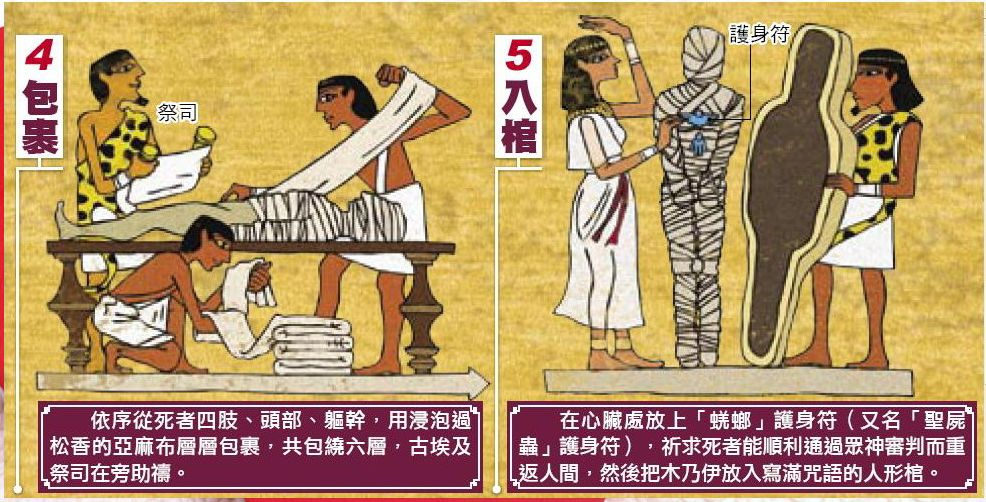 4
包裹
祭司
依序從死者四肢、頭部、軀幹，用浸泡過
松香的亞麻布層層包裹，共包繞六層，古埃及
祭司在旁助禱。
5
入棺
護身符
在心臟處放上「蜣螂」護身符（又名「聖屍
蟲」護身符），祈求死者能順利通過眾神審判而重
返人間，然後把木乃伊放入寫滿咒語的人形棺。